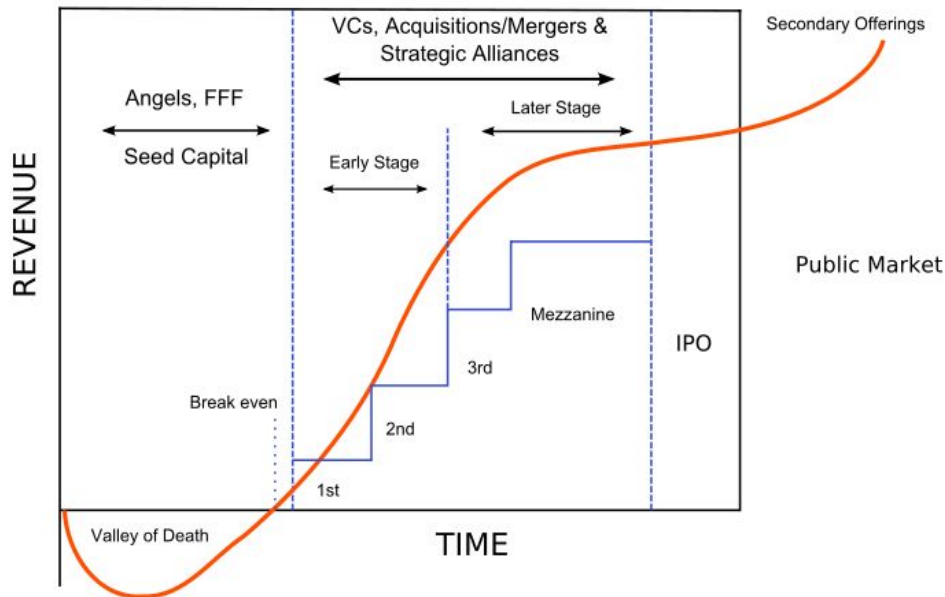 VCs, Acquisitions/Mergers &
Strategic Alliances
Secondary Offerings
Angels, FFF
Seed Capital
Later Stage
Early Stage
REVENUE
Public Market
Mezzanine
IPO
3rd
Break even
2nd
1st
Valley of Death
TIME